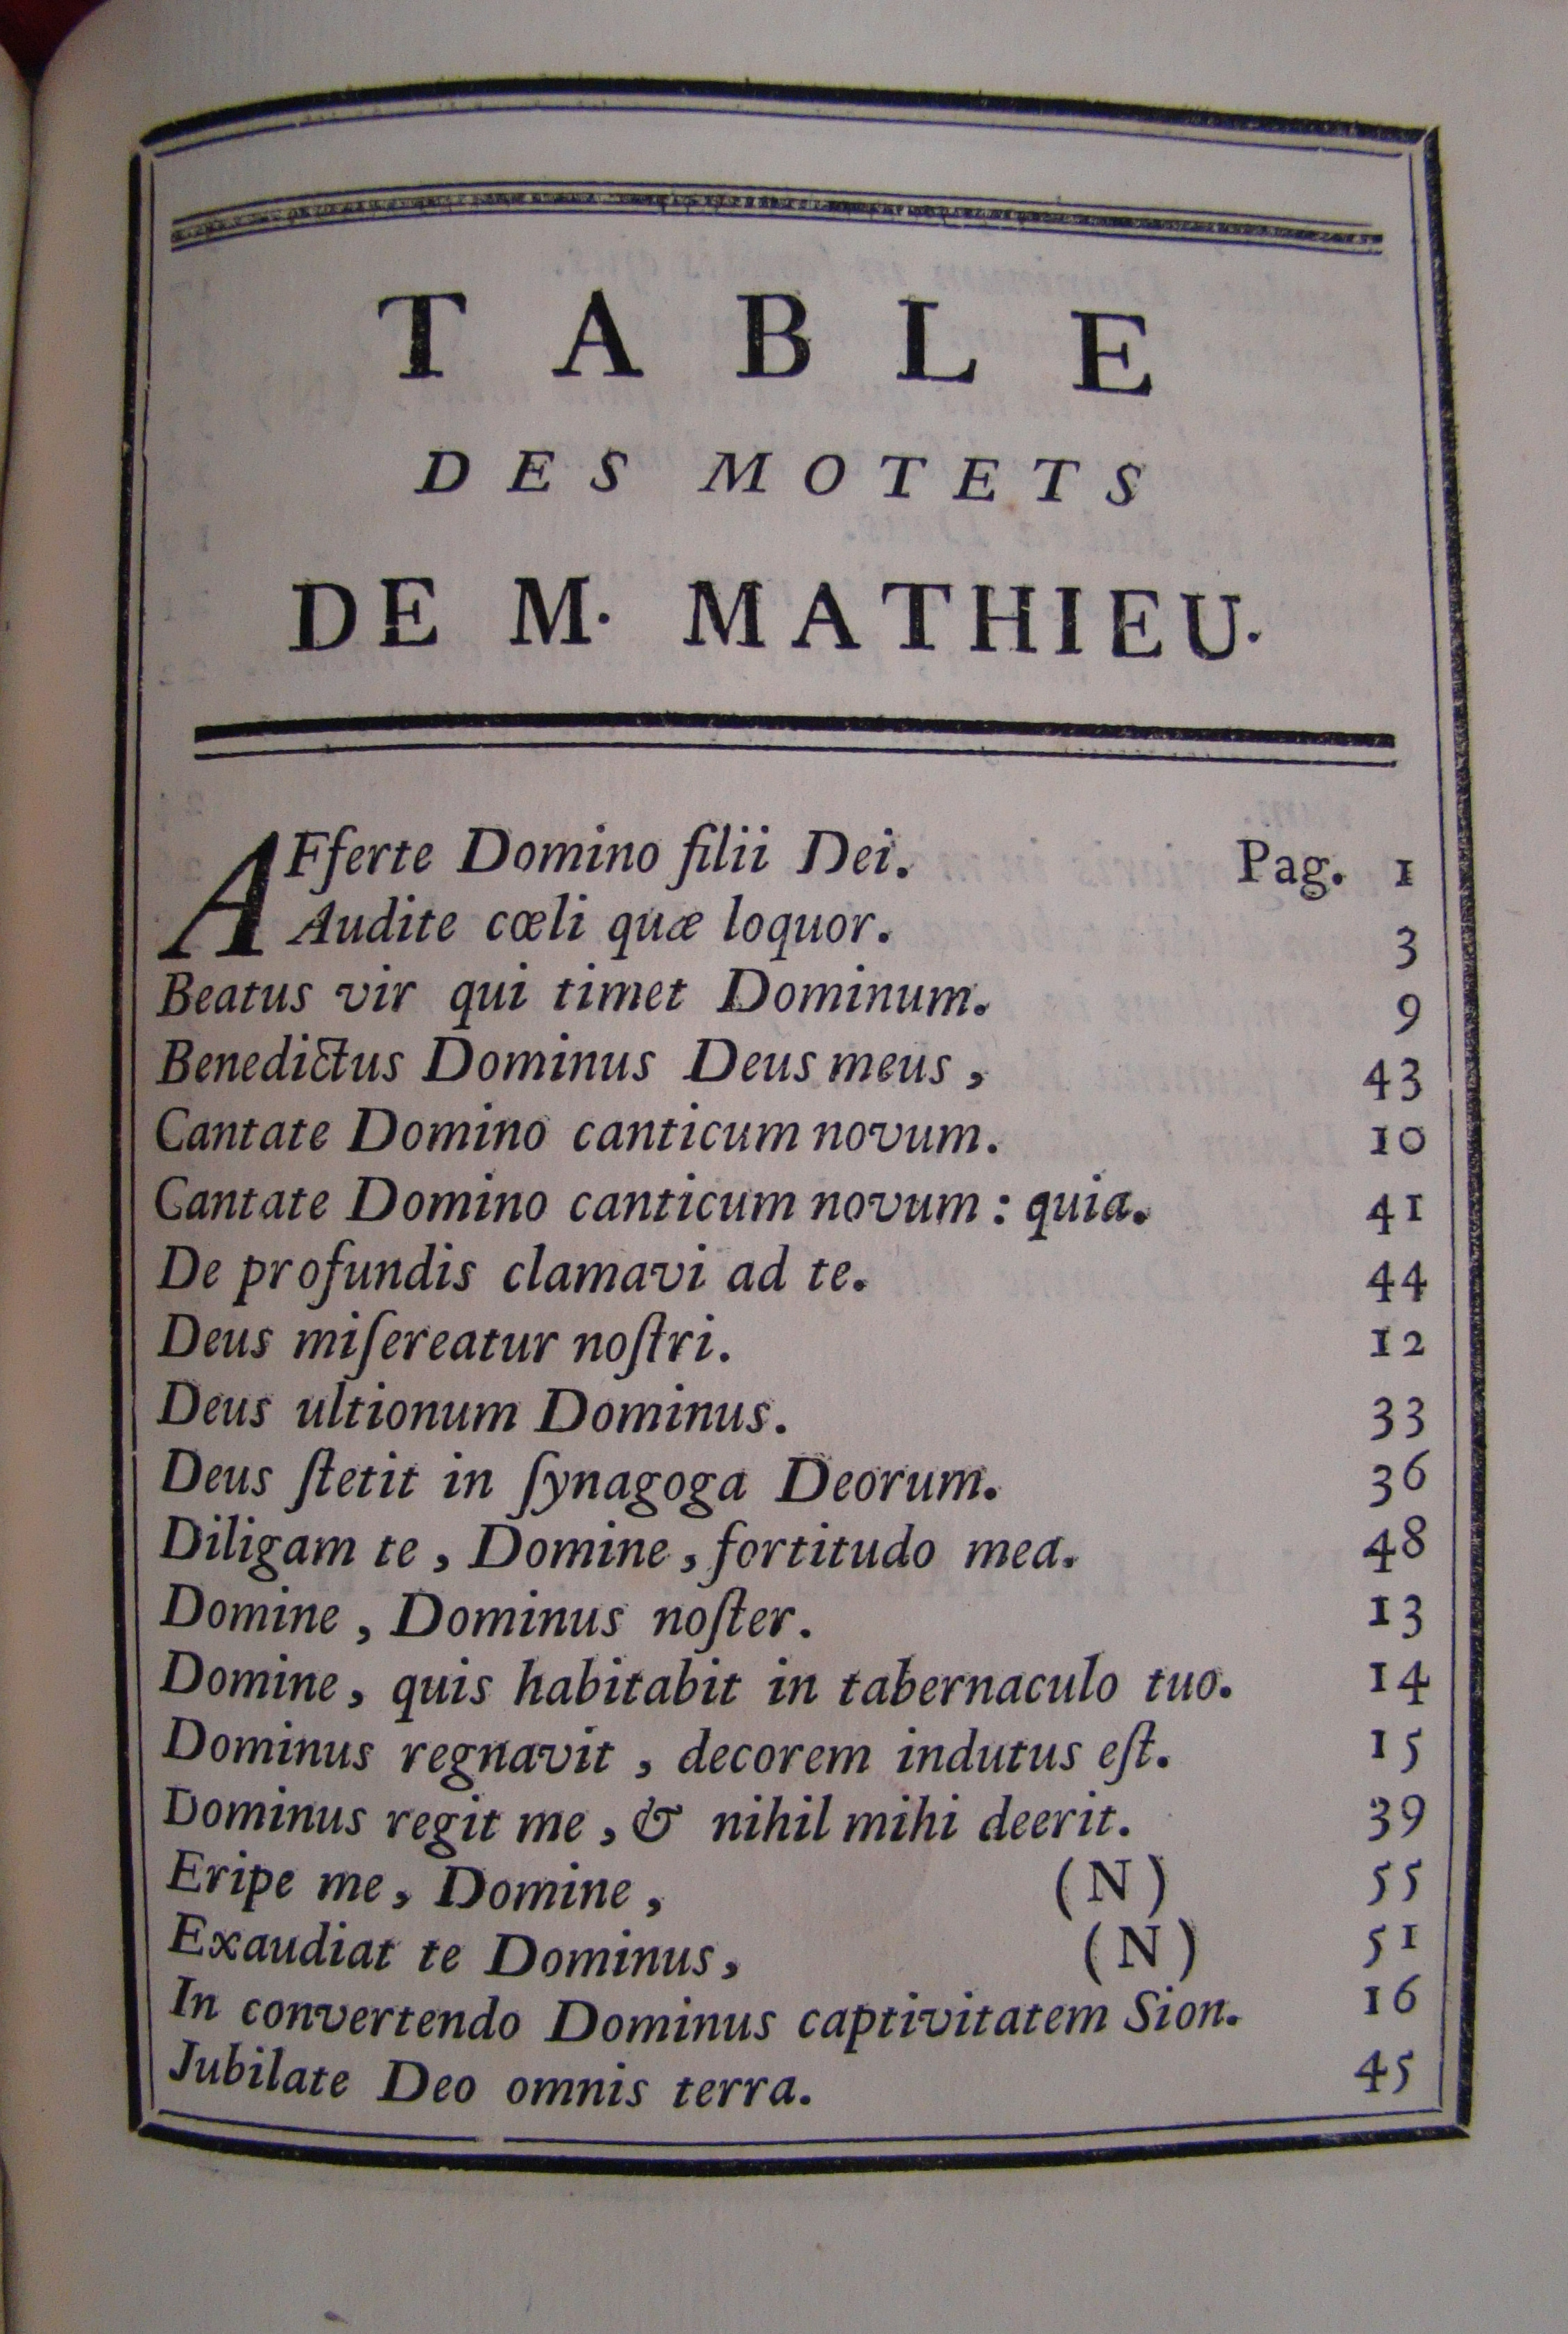 TABLE
DES MOTETS
DE M. MATHIEU.
AFferte Domino filii Dei. Pag. 1
Audite cœli quæ loquor. 3
Beatus vir qui timet Dominum. 9
Benedictus Dominus Deus meus, 43
Cantate Domino canticum novum. 10
Cantate Domino canticum novum : quia. 41
De profundis clamavi ad te. 44
Deus miſereatur noſtri. 12
Deus ultionum Dominus. 33
Deus ſtetit in ſynagoga Deorum. 36
Diligam te, Domine, fortitudo mea. 48
Domine, Dominus noſter. 13
Domine, quis habitabit in tabernaculo tuo. 14
Dominus regnavit, decorem indutus eſt. 15
Dominus regit me, & nihil mihi deerit. 39
Eripe me, Domine, (N) 55
Exaudiat te Dominus, (N) 51
In convertendo Dominus captivitatem Sion. 16
Jubilate Deo omnis terra. 45